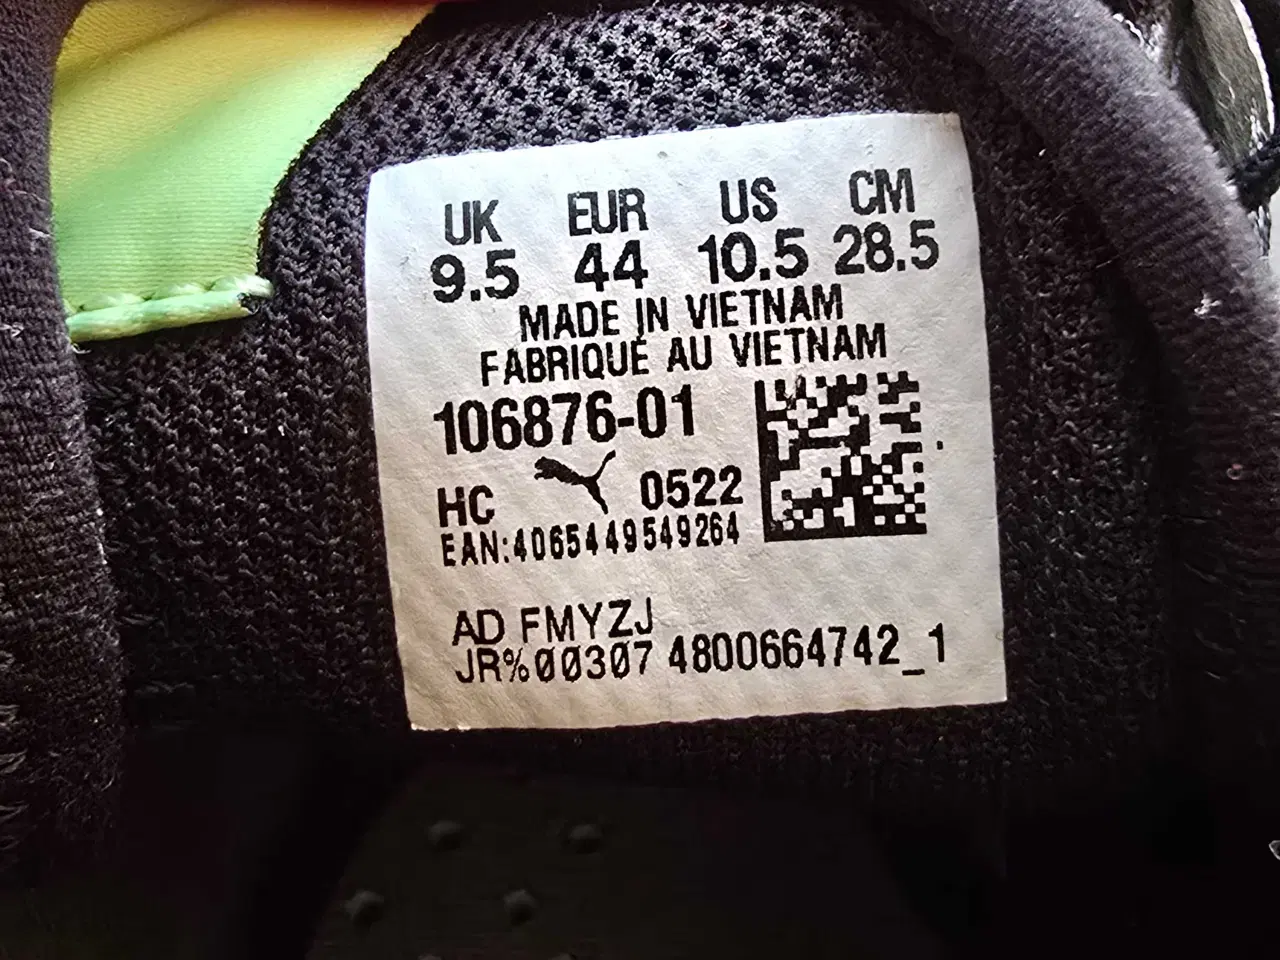 UK EUR US CM
9.5 44 10.5 28.5
MADE IN VIETNAM
FABRIQUE AU VIETNAM
106876-01
HC 0522
EAN:4065449549264
AD FMYZJ
JR%00307 4800664742_1